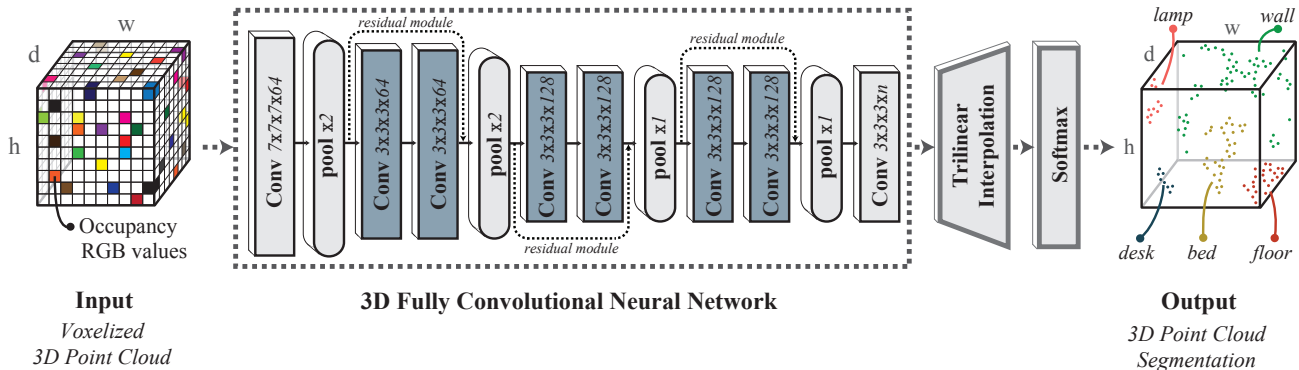 w
d
h
Occupancy
RGB values
Input
Voxelized
3D Point Cloud
residual module
residual module
residual module
Conv 7x7x7x64
pool x2
Conv 3x3x3x64
Conv 3x3x3x64
pool x2
Conv 3x3x3x128
Conv 3x3x3x128
pool x1
Conv 3x3x3x128
Conv 3x3x3x128
pool x1
Conv 3x3x3xn
3D Fully Convolutional Neural Network
Trilinear
Interpolation
Softmax
lamp
w
wall
d
h
desk
bed
floor
Output
3D Point Cloud
Segmentation